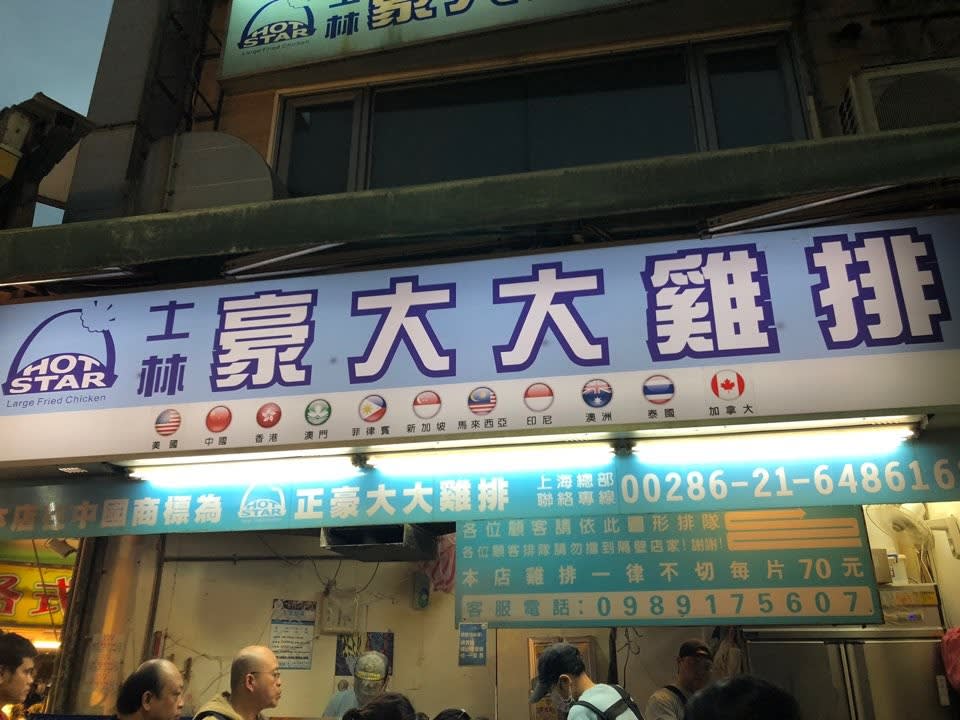 HOT
STAR
Large Fried Chicken
士林
HOT
STAR
Large Fried Chicken
士林
豪大大雞排
美國 中國 香港 澳門 菲律賓 新加坡 馬來西亞 印尼 澳洲 泰國 加拿大
中國商標為 HOT STAR 正豪大大雞排
上海總部
聯絡專線
00286-21-648616
各位顧客請依此圖形排隊
各位顧客排隊請勿擋到隔壁店家!謝謝!
本店雞排一律不切每片70元
客服電話:0989175607